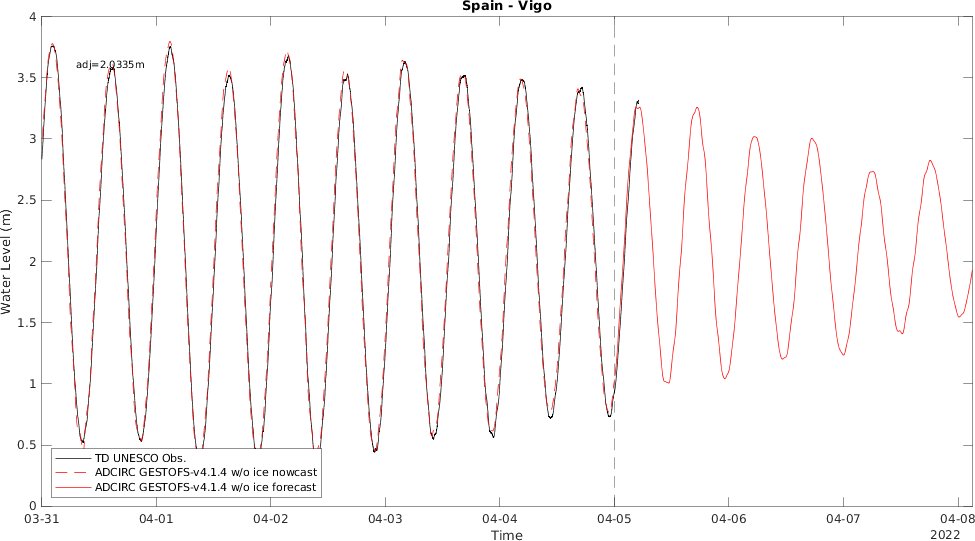 Spain - Vigo
4
adj=2.0335m
3.5
3
2.5
2
1.5
1
0.5
0
Water Level (m)
TD UNESCO Obs.
ADCIRC GESTOFS-v4.1.4 w/o ice nowcast
ADCIRC GESTOFS-v4.1.4 w/o ice forecast
03-31 04-01 04-02 04-03 04-04 04-05 04-06 04-07 04-08
Time
2022